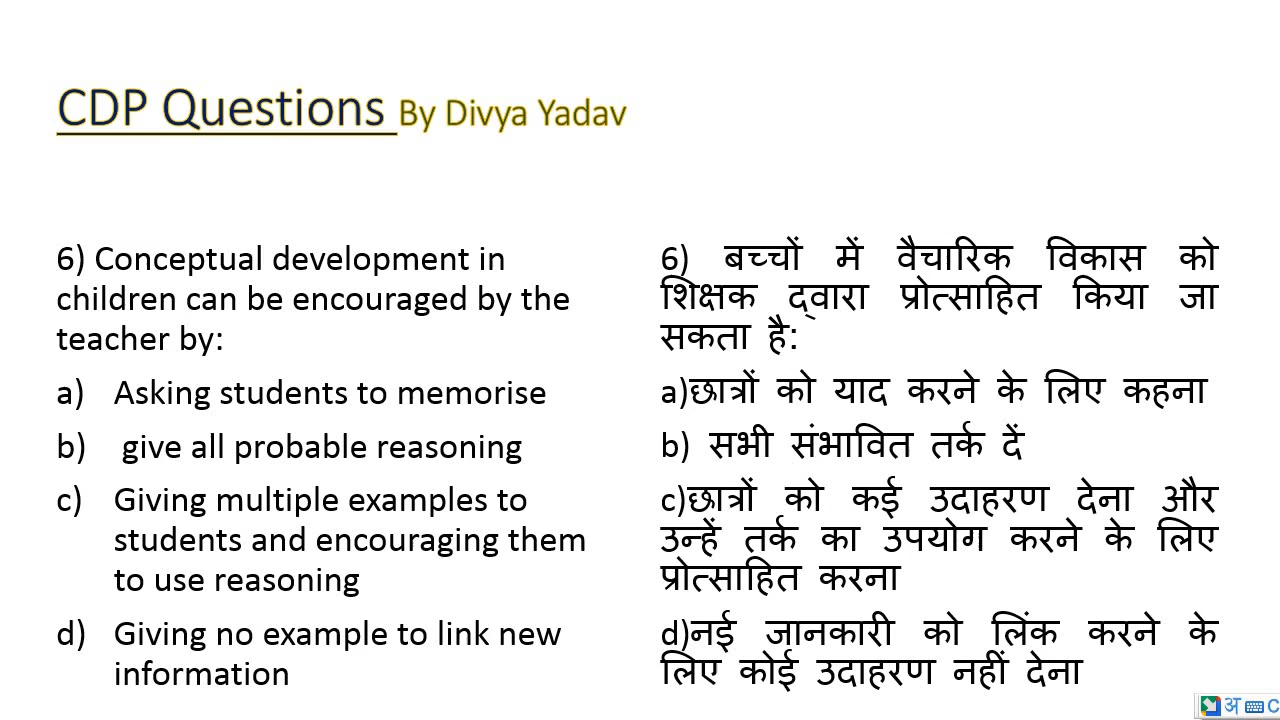 CDP Questions By Divya Yadav
6) Conceptual development in
children can be encouraged by the
teacher by:
a) Asking students to memorise
b) give all probable reasoning
c) Giving multiple examples to
students and encouraging them
to use reasoning
d) Giving no example to link new
information
6) बच्चों में वैचारिक विकास को
शिक्षक द्वारा प्रोत्साहित किया जा
सकता है:
a)छात्रों को याद करने के लिए कहना
b) सभी संभावित तर्क दें
c)छात्रों को कई उदाहरण देना और
उन्हें तर्क का उपयोग करने के लिए
प्रोत्साहित करना
d)नई जानकारी को लिंक करने के
लिए कोई उदाहरण नहीं देना
अ C